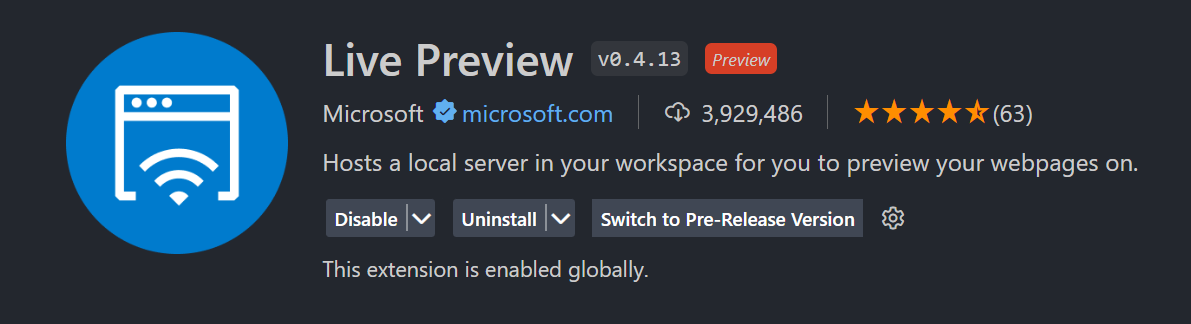 Live Preview v0.4.13 Preview
Microsoft microsoft.com 3,929,486 (63)
Hosts a local server in your workspace for you to preview your webpages on.
Disable Uninstall Switch to Pre-Release Version
This extension is enabled globally.